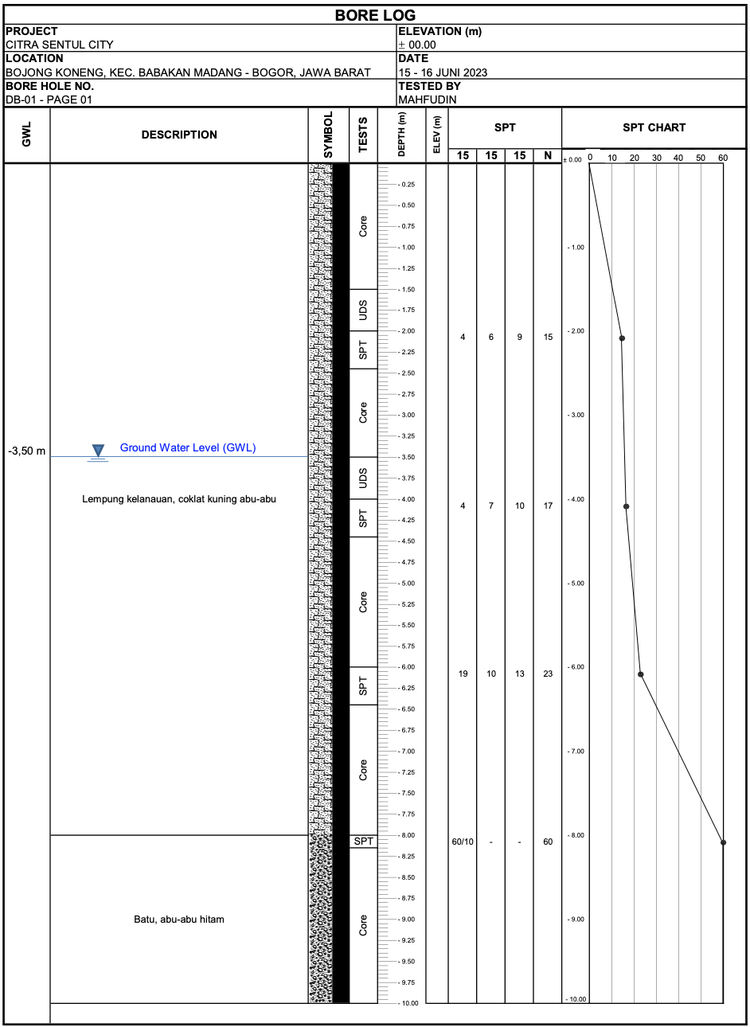 BORE LOG
PROJECT
CITRA SENTUL CITY
ELEVATION (m)
± 00.00
LOCATION
BOJONG KONENG, KEC. BABAKAN MADANG - BOGOR, JAWA BARAT
DATE
15 - 16 JUNI 2023
BORE HOLE NO.
DB-01 - PAGE 01
TESTED BY
MAHFUDIN
GWL DESCRIPTION SYMBOL TESTS DEPTH (m) ELEV (m) SPT SPT CHART
15 15 15 N
± 0.00 0 10 20 30 40 50 60
- 0.25
- 0.50
Core - 0.75
- 1.00 - 1.00
- 1.25
- 1.50
UDS - 1.75
- 2.00 - 2.00
4 6 9 15
SPT - 2.25
- 2.50
- 2.75
Core - 3.00 - 3.00
- 3.25
-3,50 m Ground Water Level (GWL) - 3.50
UDS - 3.75
Lempung kelanauan, coklat kuning abu-abu - 4.00 - 4.00
4 7 10 17
SPT - 4.25
- 4.50
- 4.75
- 5.00 - 5.00
Core - 5.25
- 5.50
- 5.75
- 6.00 - 6.00
19 10 13 23
SPT - 6.25
- 6.50
- 6.75
- 7.00 - 7.00
Core - 7.25
- 7.50
- 7.75
- 8.00 - 8.00
SPT 60/10 - - 60
- 8.25
- 8.50
- 8.75
Batu, abu-abu hitam Core - 9.00 - 9.00
- 9.25
- 9.50
- 9.75
- 10.00 - 10.00